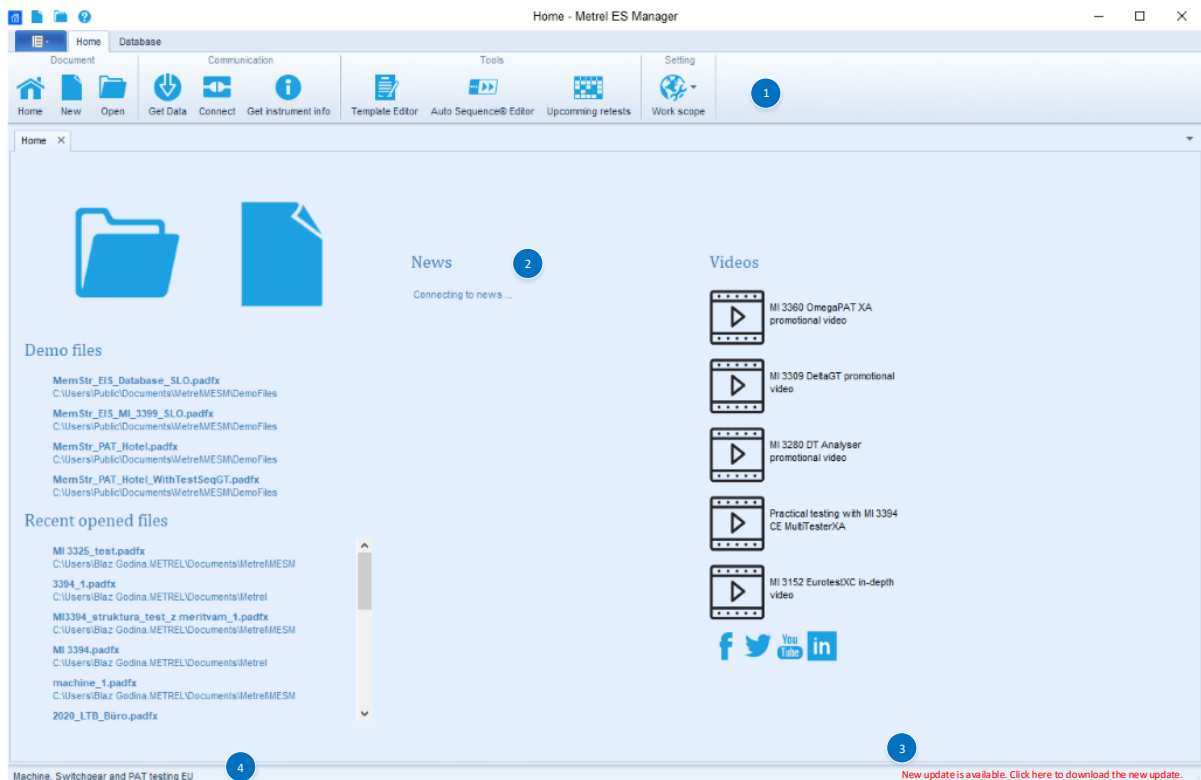 Home - Metrel ES Manager
Home Database
Document Communication Tools Setting
Home New Open Get Data Connect Get instrument info Template Editor Auto Sequence® Editor Upcomming retests Work scope
1
Home
News
2
Connecting to news ...
Videos
MI 3360 OmegaPAT XA
promotional video
MI 3309 DeltaGT promotional
video
MI 3280 DT Analyser
promotional video
Practical testing with MI 3394
CE MultiTesterXA
MI 3152 EurotestXC in-depth
video
f You Tube in
Demo files
MemStr_EIS_Database_SLO.padfx
C:\Users\Public\Documents\Metrel\MESM\DemoFiles
MemStr_EIS_MI_3399_SLO.padfx
C:\Users\Public\Documents\Metrel\MESM\DemoFiles
MemStr_PAT_Hotel.padfx
C:\Users\Public\Documents\Metrel\MESM\DemoFiles
MemStr_PAT_Hotel_WithTestSeqGT.padfx
C:\Users\Public\Documents\Metrel\MESM\DemoFiles
Recent opened files
MI 3325_test.padfx
C:\Users\Blaz Godina.METREL\Documents\Metrel\MESM
3394_1.padfx
C:\Users\Blaz Godina.METREL\Documents\Metrel
MI3394_struktura_test_z meritvam_1.padfx
C:\Users\Blaz Godina.METREL\Documents\Metrel\MESM
MI 3394.padfx
C:\Users\Blaz Godina.METREL\Documents\Metrel
machine_1.padfx
C:\Users\Blaz Godina.METREL\Documents\Metrel\MESM
2020_LTB_Büro.padfx
3
4
Machine, Switchgear and PAT testing EU
New update is available. Click here to download the new update.